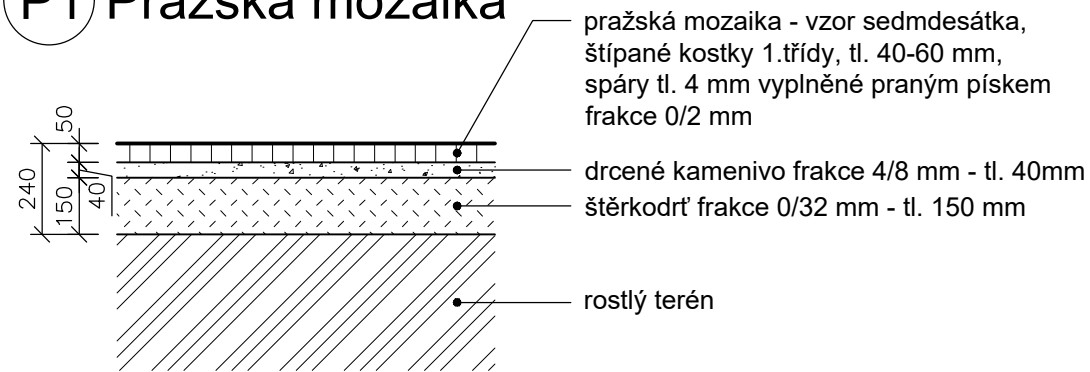 P1 Pražská mozaika
pražská mozaika - vzor sedmdesátka,
štípané kostky 1.třídy, tl. 40-60 mm,
spáry tl. 4 mm vyplněné praným pískem
frakce 0/2 mm
drcené kamenivo frakce 4/8 mm - tl. 40mm
štěrkodrť frakce 0/32 mm - tl. 150 mm
rostlý terén
50
240
150
40